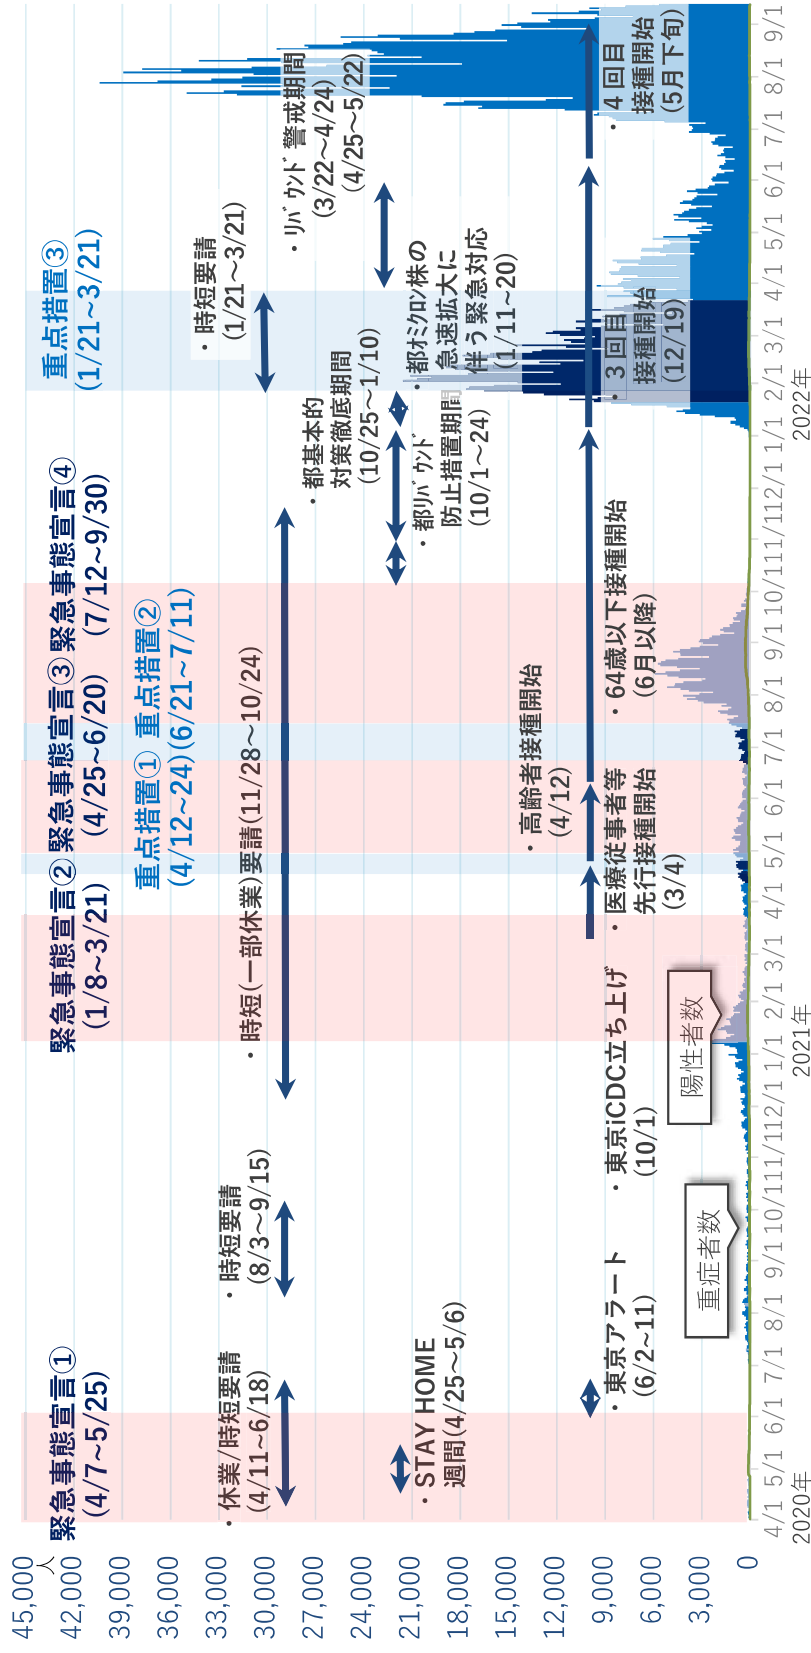 緊急事態宣言①
(4/7~5/25)
緊急事態宣言②
(1/8~3/21)
緊急事態宣言③
(4/25~6/20)
緊急事態宣言④
(7/12~9/30)
重点措置①
(4/12~24)
重点措置②
(6/21~7/11)
重点措置③
(1/21~3/21)
・休業/時短要請
(4/11~6/18)
・時短要請
(8/3~9/15)
・時短(一部休業)要請(11/28~10/24)
・都基本的
対策徹底期間
(10/25~1/10)
・時短要請
(1/21~3/21)
・リバウンド警戒期間
(3/22~4/24)
(4/25~5/22)
・STAY HOME
週間(4/25~5/6)
・都リバウンド
防止措置期間
(10/1~24)
・都オミクロン株の
急速拡大に
伴う緊急対応
(1/11~20)
・東京アラート
(6/2~11)
・東京iCDC立ち上げ
(10/1)
・医療従事者等
先行接種開始
(3/4)
・高齢者接種開始
(4/12)
・64歳以下接種開始
(6月以降)
・３回目
接種開始
(12/19)
・４回目
接種開始
(5月下旬)
重症者数
陽性者数
45,000
人
42,000
39,000
36,000
33,000
30,000
27,000
24,000
21,000
18,000
15,000
12,000
9,000
6,000
3,000
0
4/1 5/1 6/1 7/1 8/1 9/1 10/1 11/1 12/1 1/1 2/1 3/1 4/1 5/1 6/1 7/1 8/1 9/1 10/1 11/1 12/1 1/1 2/1 3/1 4/1 5/1 6/1 7/1 8/1 9/1
2020年 2021年 2022年